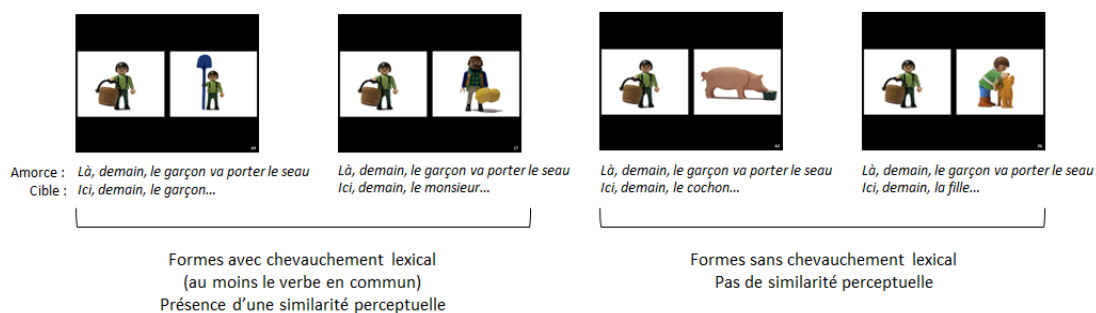 Amorce : Là, demain, le garçon va porter le seau
Cible : Ici, demain, le garçon...
Là, demain, le garçon va porter le seau
Ici, demain, le monsieur...
Là, demain, le garçon va porter le seau
Ici, demain, le cochon...
Là, demain, le garçon va porter le seau
Ici, demain, la fille...
Formes avec chevauchement lexical
(au moins le verbe en commun)
Présence d'une similarité perceptuelle
Formes sans chevauchement lexical
Pas de similarité perceptuelle